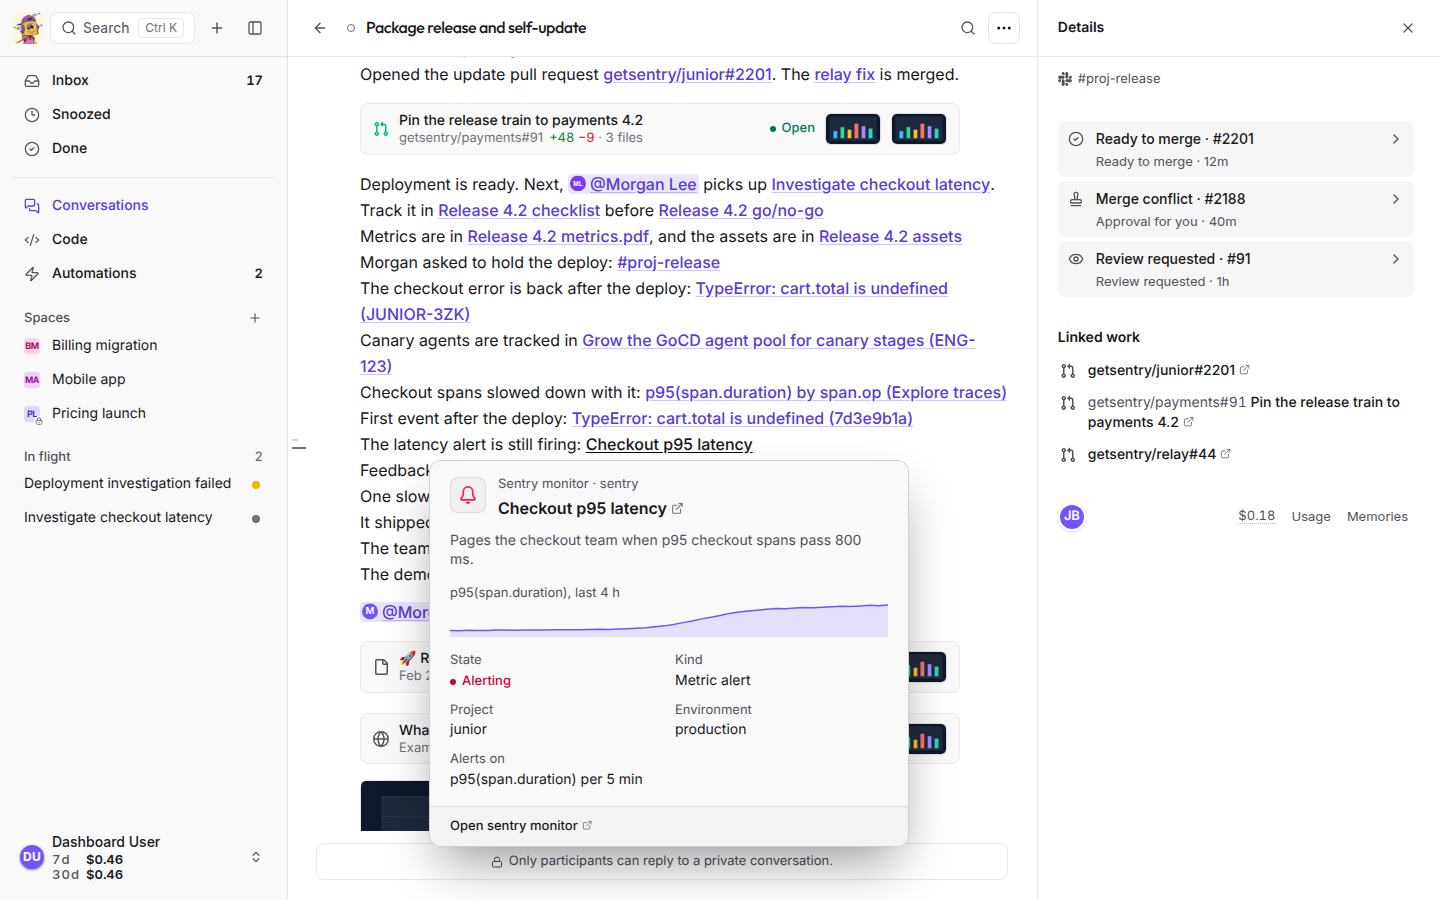 Search Ctrl K
Inbox 17
Snoozed
Done
Conversations
Code
Automations 2
Spaces
BM Billing migration
MA Mobile app
PL Pricing launch
In flight 2
Deployment investigation failed
Investigate checkout latency
DU Dashboard User
7d $0.46
30d $0.46
Package release and self-update
Opened the update pull request getsentry/junior#2201. The relay fix is merged.
Pin the release train to payments 4.2
getsentry/payments#91 +48 −9 · 3 files
Open
Deployment is ready. Next, ML @Morgan Lee picks up Investigate checkout latency.
Track it in Release 4.2 checklist before Release 4.2 go/no-go
Metrics are in Release 4.2 metrics.pdf, and the assets are in Release 4.2 assets
Morgan asked to hold the deploy: #proj-release
The checkout error is back after the deploy: TypeError: cart.total is undefined
(JUNIOR-3ZK)
Canary agents are tracked in Grow the GoCD agent pool for canary stages (ENG-
123)
Checkout spans slowed down with it: p95(span.duration) by span.op (Explore traces)
First event after the deploy: TypeError: cart.total is undefined (7d3e9b1a)
The latency alert is still firing: Checkout p95 latency
Feedback
One slow
It shipped
The team
The demo
M @Mor
🚀 R
Feb 2
Wha
Exam
Sentry monitor · sentry
Checkout p95 latency
Pages the checkout team when p95 checkout spans pass 800
ms.
p95(span.duration), last 4 h
State
Alerting
Kind
Metric alert
Project
junior
Environment
production
Alerts on
p95(span.duration) per 5 min
Open sentry monitor
Only participants can reply to a private conversation.
Details
#proj-release
Ready to merge · #2201
Ready to merge · 12m
Merge conflict · #2188
Approval for you · 40m
Review requested · #91
Review requested · 1h
Linked work
getsentry/junior#2201
getsentry/payments#91 Pin the release train to
payments 4.2
getsentry/relay#44
JB $0.18 Usage Memories